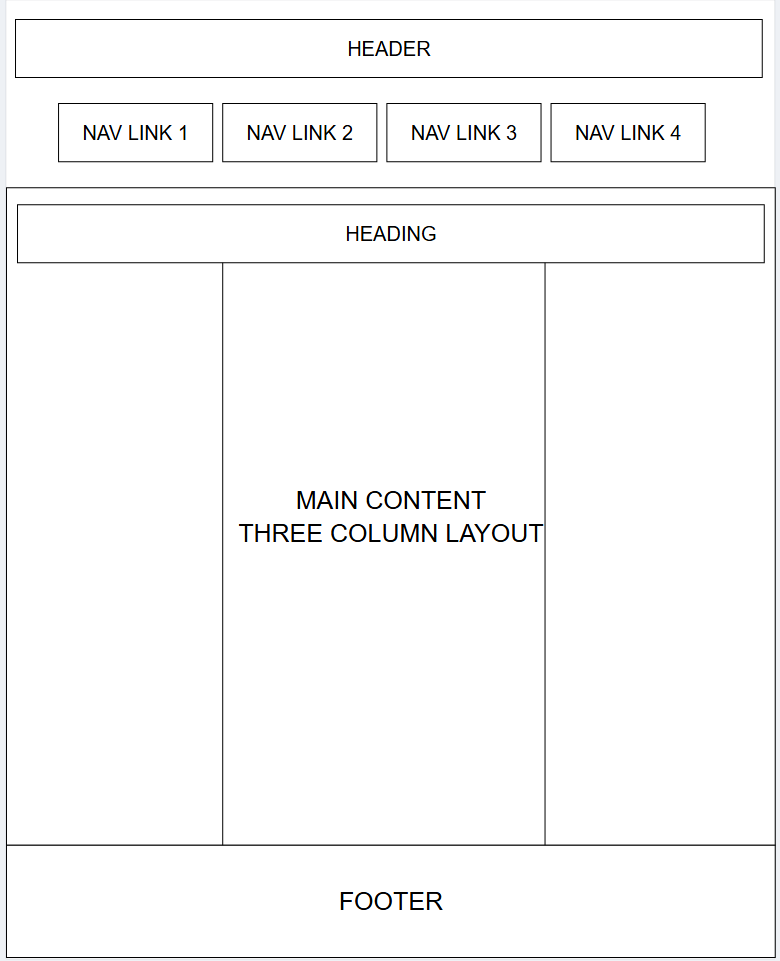 HEADER
NAV LINK 1
NAV LINK 2
NAV LINK 3
NAV LINK 4
HEADING
MAIN CONTENT
THREE COLUMN LAYOUT
FOOTER